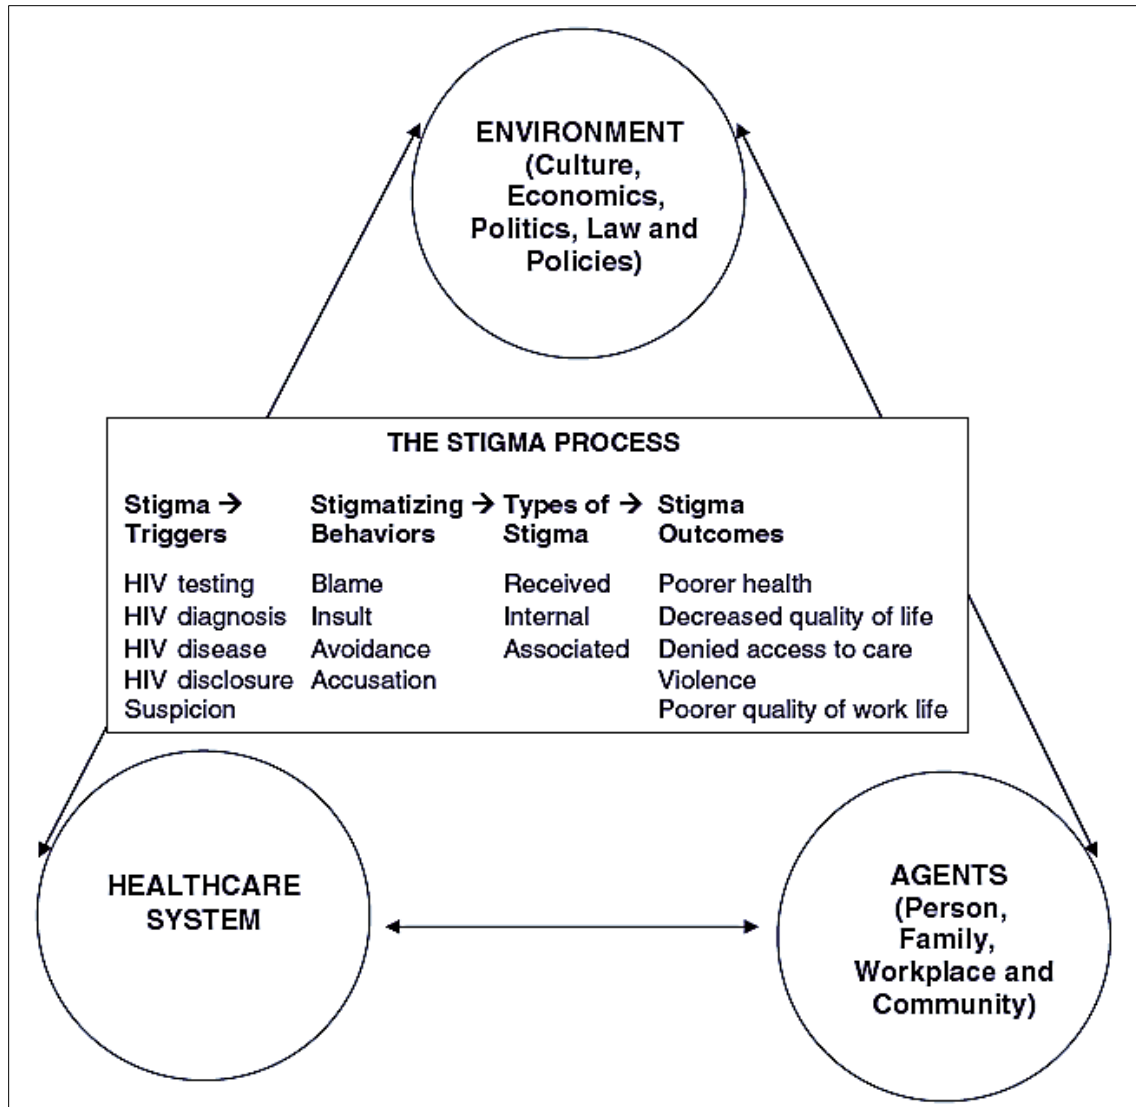 ENVIRONMENT
(Culture,
Economics,
Politics, Law and
Policies)
THE STIGMA PROCESS
Stigma → Stigmatizing → Types of → Stigma
Triggers Behaviors Stigma Outcomes
HIV testing Blame Received Poorer health
HIV diagnosis Insult Internal Decreased quality of life
HIV disease Avoidance Associated Denied access to care
HIV disclosure Accusation Violence
Suspicion Poorer quality of work life
HEALTHCARE
SYSTEM
AGENTS
(Person,
Family,
Workplace and
Community)